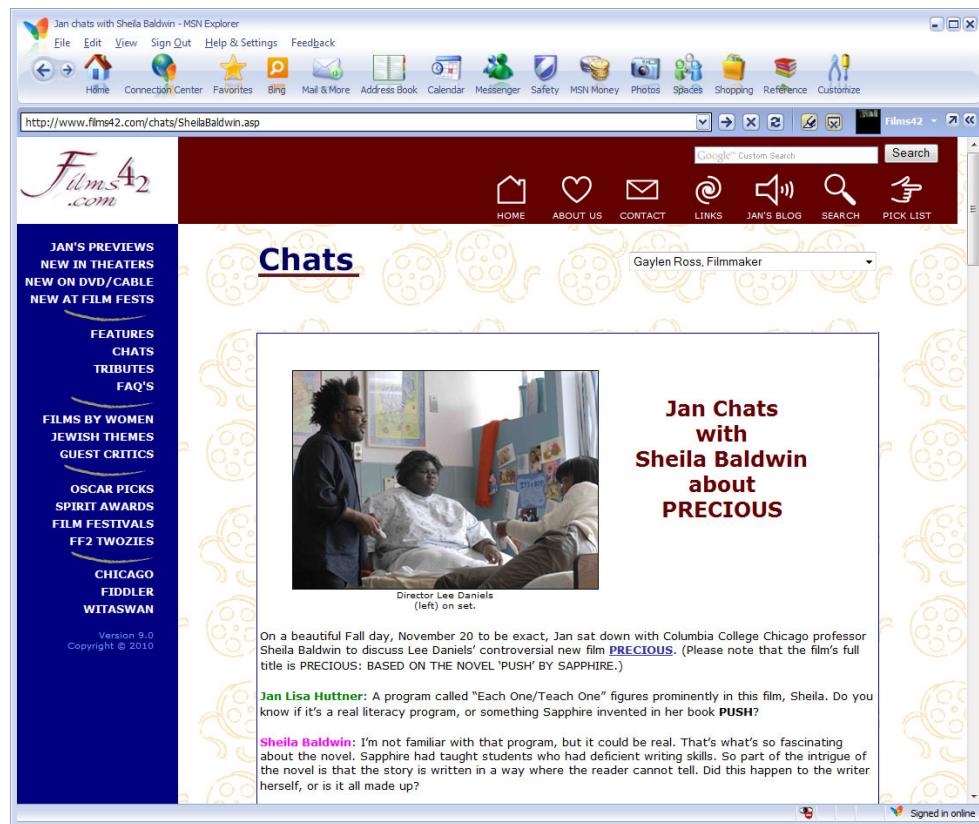 Jan chats with Sheila Baldwin - MSN Explorer
File Edit View Sign Out Help & Settings Feedback
Home Connection Center Favorites Bing Mail & More Address Book Calendar Messenger Safety MSN Money Photos Spaces Shopping Reference Customize
http://www.films42.com/chats/SheilaBaldwin.asp
Films42
Films42
.com
Google™ Custom Search
Search
HOME ABOUT US CONTACT LINKS JAN'S BLOG SEARCH PICK LIST
JAN'S PREVIEWS
NEW IN THEATERS
NEW ON DVD/CABLE
NEW AT FILM FESTS
FEATURES
CHATS
TRIBUTES
FAQ'S
FILMS BY WOMEN
JEWISH THEMES
GUEST CRITICS
OSCAR PICKS
SPIRIT AWARDS
FILM FESTIVALS
FF2 TWOZIES
CHICAGO
FIDDLER
WITASWAN
Version 9.0
Copyright © 2010
Chats
Gaylen Ross, Filmmaker
Jan Chats
with
Sheila Baldwin
about
PRECIOUS
Director Lee Daniels
(left) on set.
On a beautiful Fall day, November 20 to be exact, Jan sat down with Columbia College Chicago professor
Sheila Baldwin to discuss Lee Daniels' controversial new film PRECIOUS. (Please note that the film's full
title is PRECIOUS: BASED ON THE NOVEL 'PUSH' BY SAPPHIRE.)
Jan Lisa Huttner: A program called "Each One/Teach One" figures prominently in this film, Sheila. Do you
know if it's a real literacy program, or something Sapphire invented in her book PUSH?
Sheila Baldwin: I'm not familiar with that program, but it could be real. That's what's so fascinating
about the novel. Sapphire had taught students who had deficient writing skills. So part of the intrigue of
the novel is that the story is written in a way where the reader cannot tell. Did this happen to the writer
herself, or is it all made up?
Signed in online